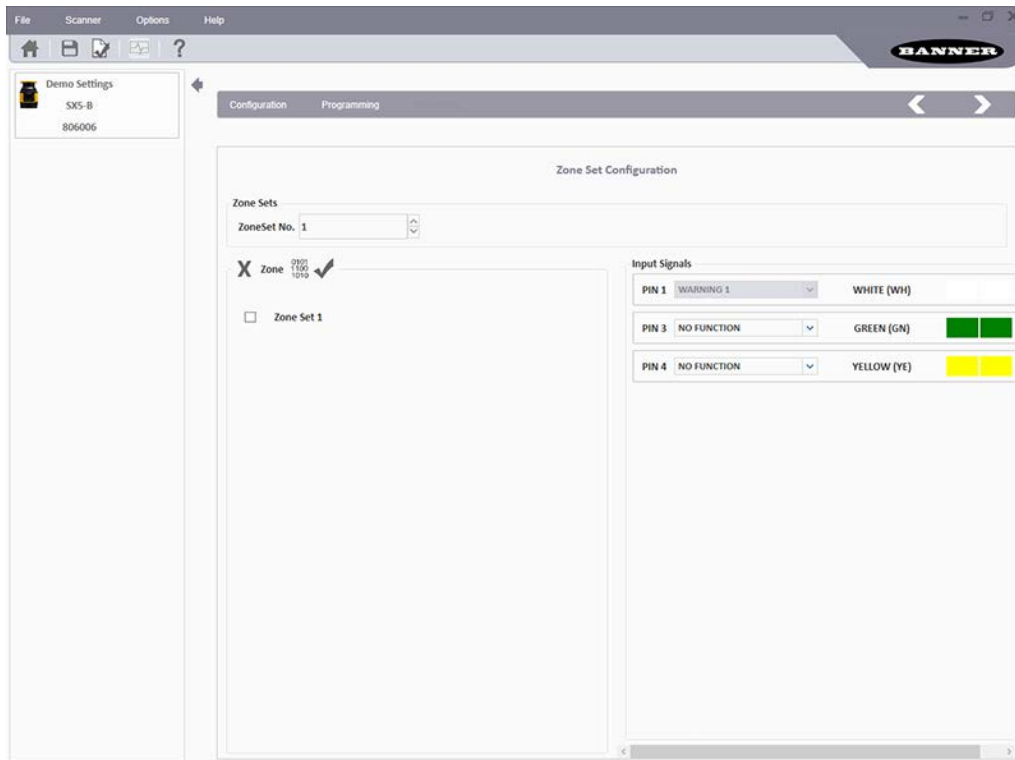 File Scanner Options Help
?
BANNER
Demo Settings
SX5-B
806006
Configuration Programming
Zone Set Configuration
Zone Sets
ZoneSet No. 1
X Zone 0101 1100 1010
Input Signals
PIN 1 WARNING 1 WHITE (WH)
Zone Set 1
PIN 3 NO FUNCTION GREEN (GN)
PIN 4 NO FUNCTION YELLOW (YE)